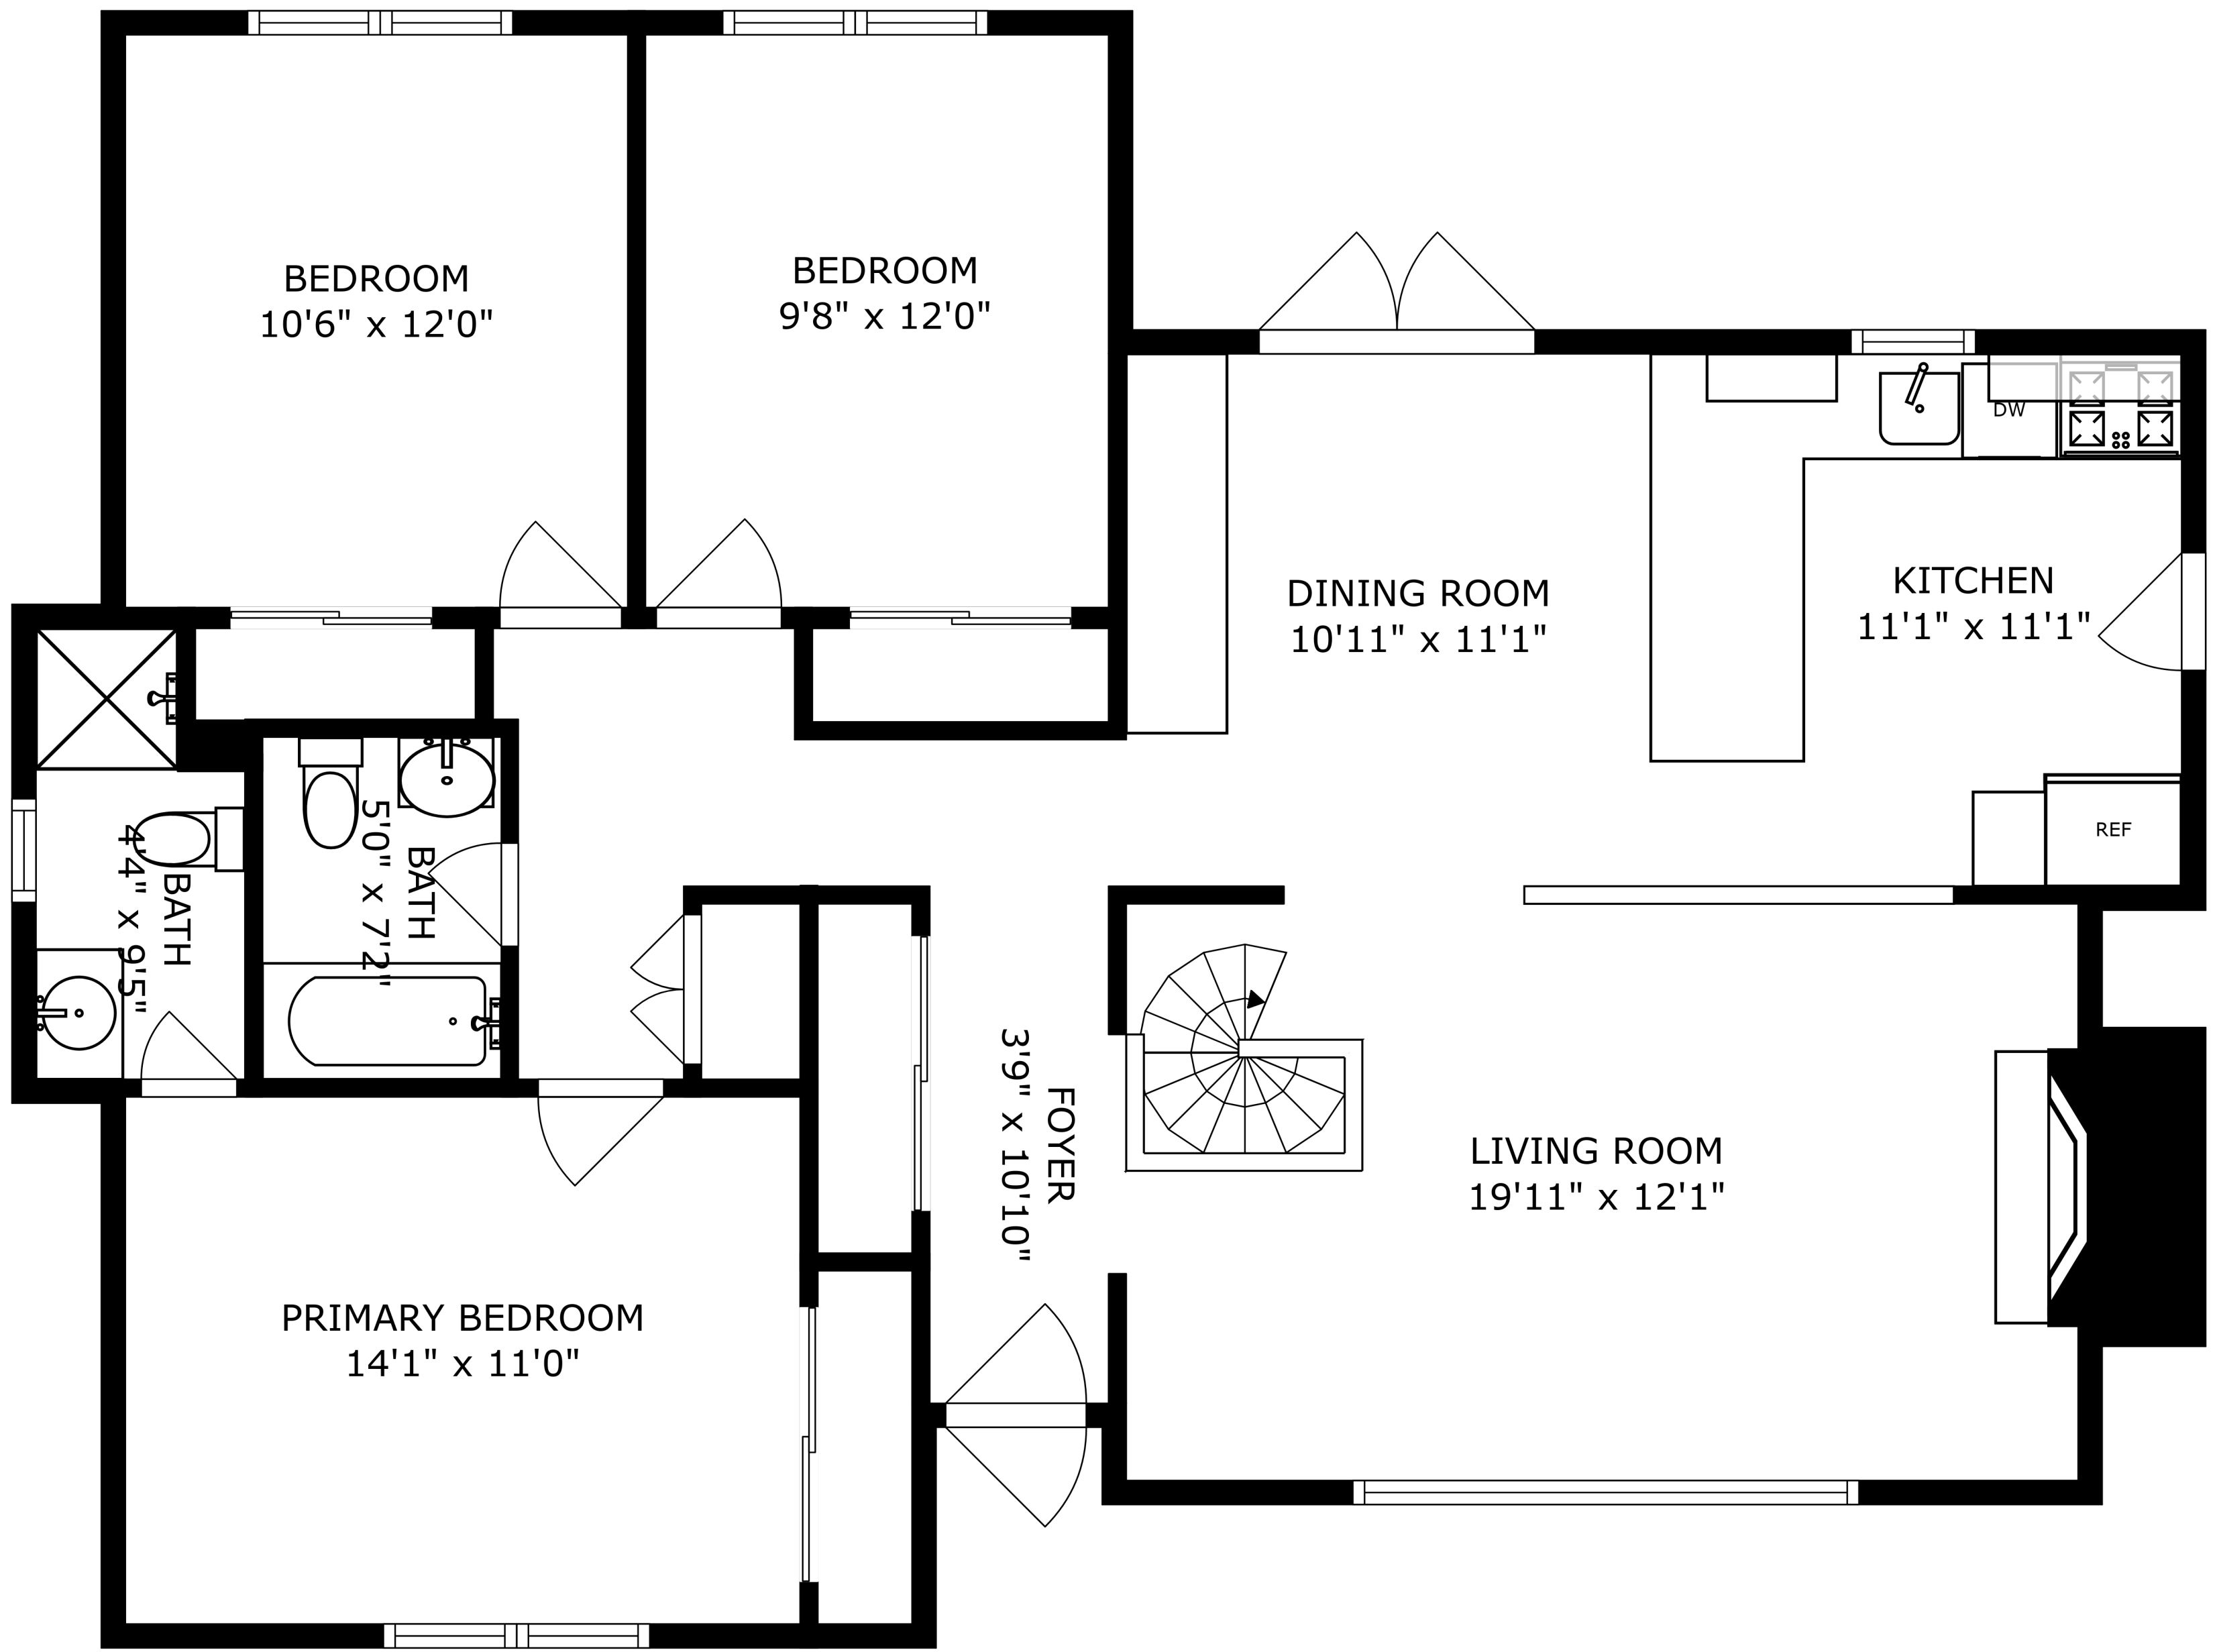 BEDROOM
10'6" x 12'0"
BEDROOM
9'8" x 12'0"
DW
DINING ROOM
10'11" x 11'1"
KITCHEN
11'1" x 11'1"
REF
BATH
4'4" x 9'5"
BATH
5'0" x 7'2"
FOYER
3'9" x 10'10"
LIVING ROOM
19'11" x 12'1"
PRIMARY BEDROOM
14'1" x 11'0"